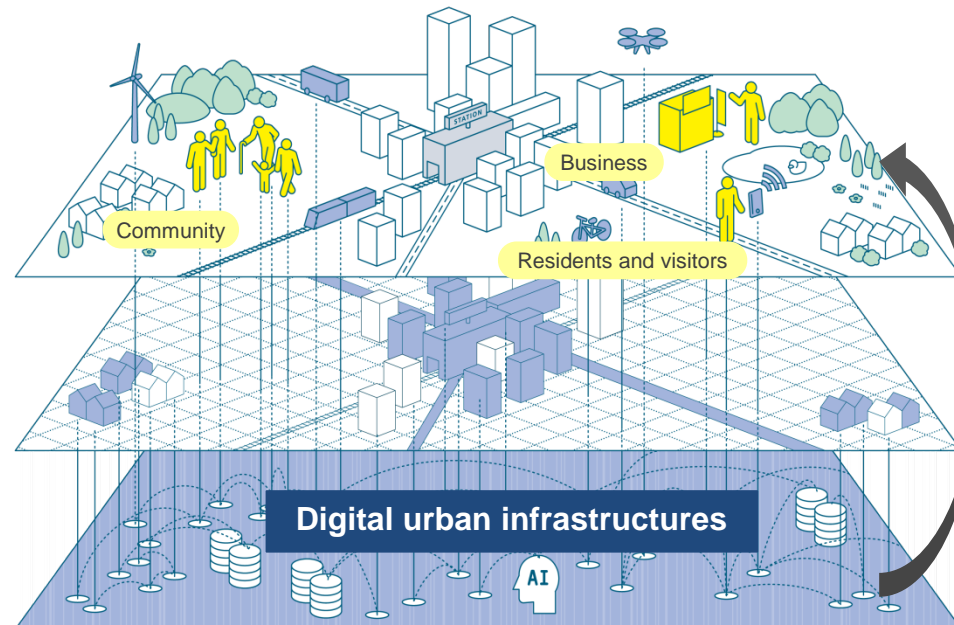 STATION
Business
Community
Residents and visitors
Digital urban infrastructures
AI